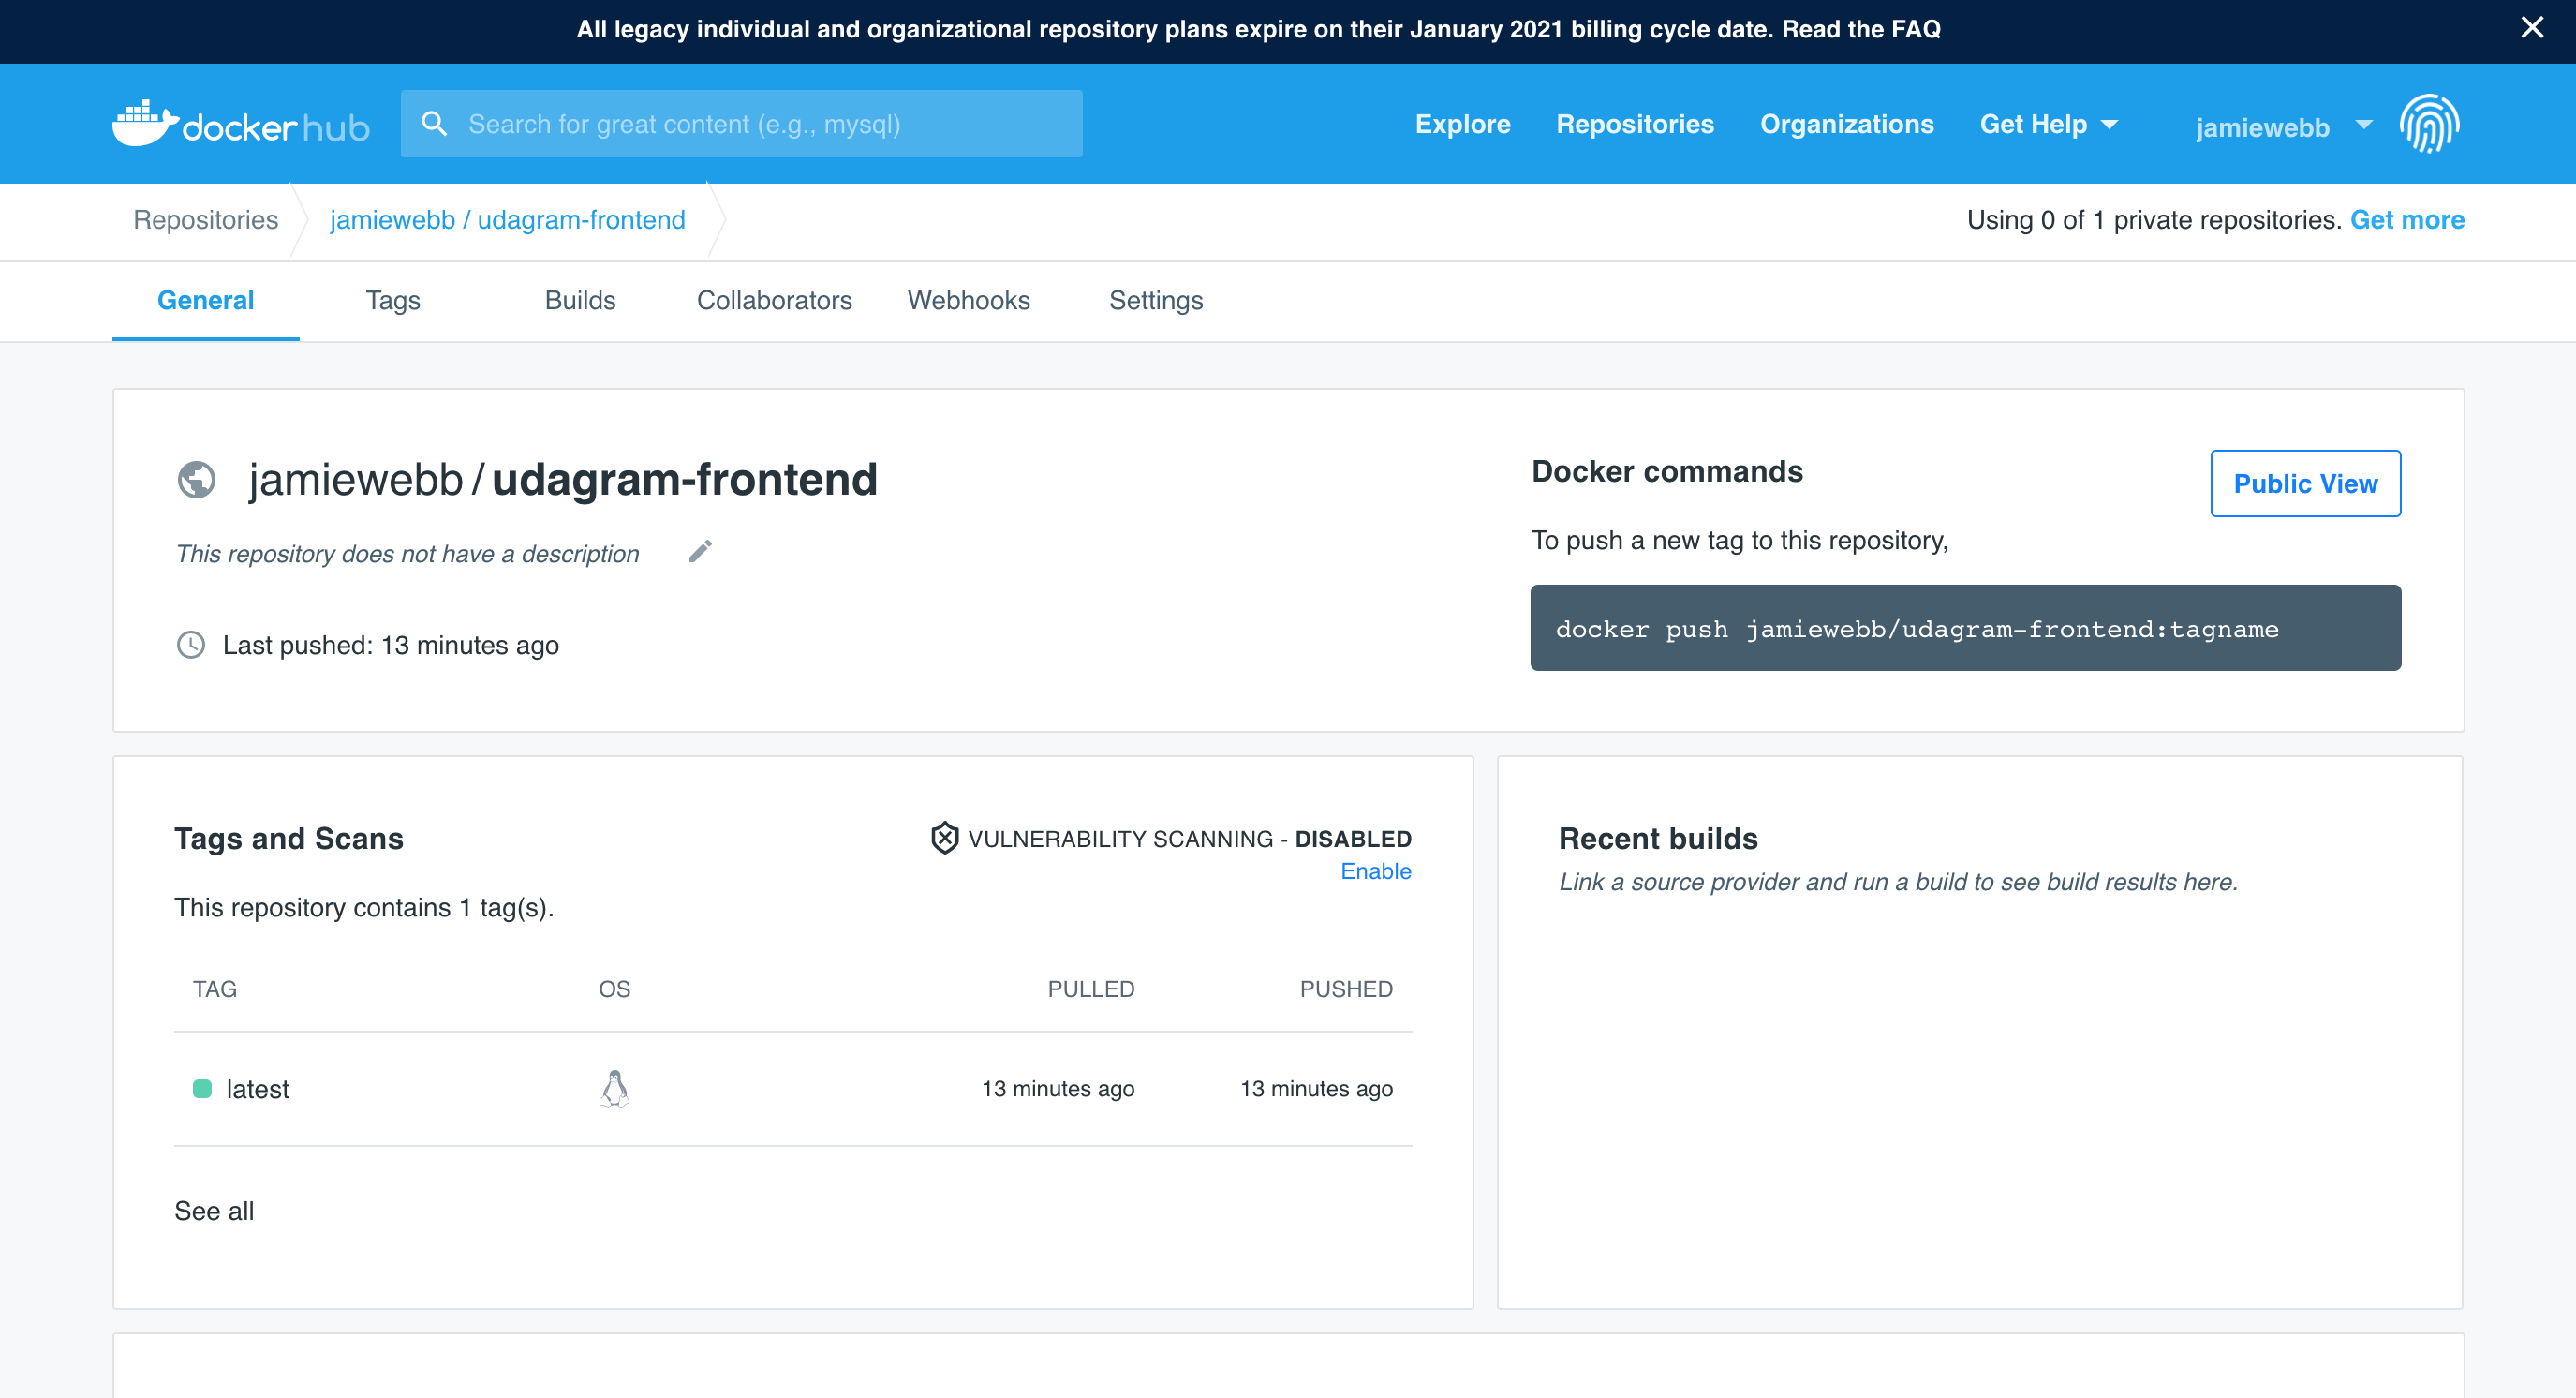 All legacy individual and organizational repository plans expire on their January 2021 billing cycle date. Read the FAQ
docker hub
Search for great content (e.g., mysql)
Explore
Repositories
Organizations
Get Help
jamiewebb
Repositories
jamiewebb / udagram-frontend
Using 0 of 1 private repositories. Get more
General
Tags
Builds
Collaborators
Webhooks
Settings
jamiewebb / udagram-frontend
This repository does not have a description
Last pushed: 13 minutes ago
Docker commands
Public View
To push a new tag to this repository,
docker push jamiewebb/udagram-frontend:tagname
Tags and Scans
VULNERABILITY SCANNING - DISABLED
Enable
This repository contains 1 tag(s).
TAG OS PULLED PUSHED
latest 13 minutes ago 13 minutes ago
See all
Recent builds
Link a source provider and run a build to see build results here.